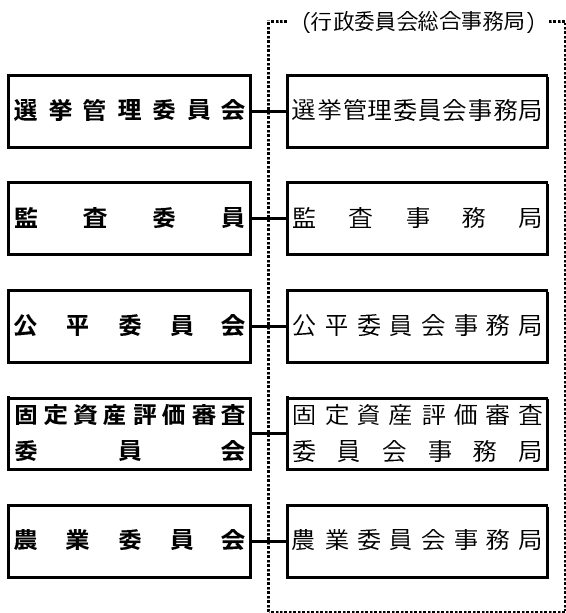 (行政委員会総合事務局)
選挙管理委員会
選挙管理委員会事務局
監査委員
監査事務局
公平委員会
公平委員会事務局
固定資産評価審査
委員会
固定資産評価審査
委員会事務局
農業委員会
農業委員会事務局